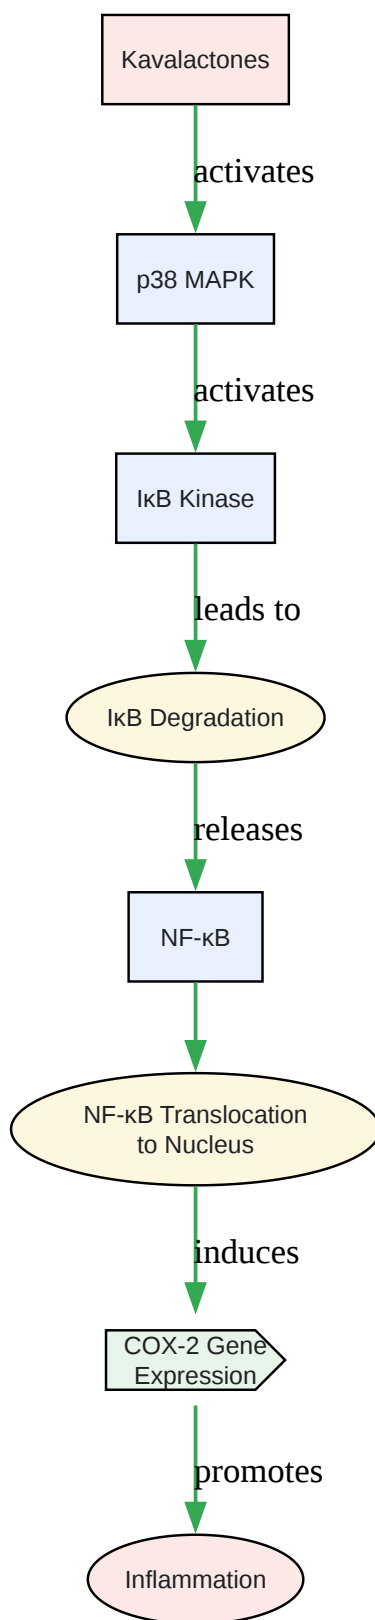 Kavalactones
activates
p38 MAPK
activates
IκB Kinase
leads to
IκB Degradation
releases
NF-κB
NF-κB Translocation
to Nucleus
induces
COX-2 Gene
Expression
promotes
Inflammation